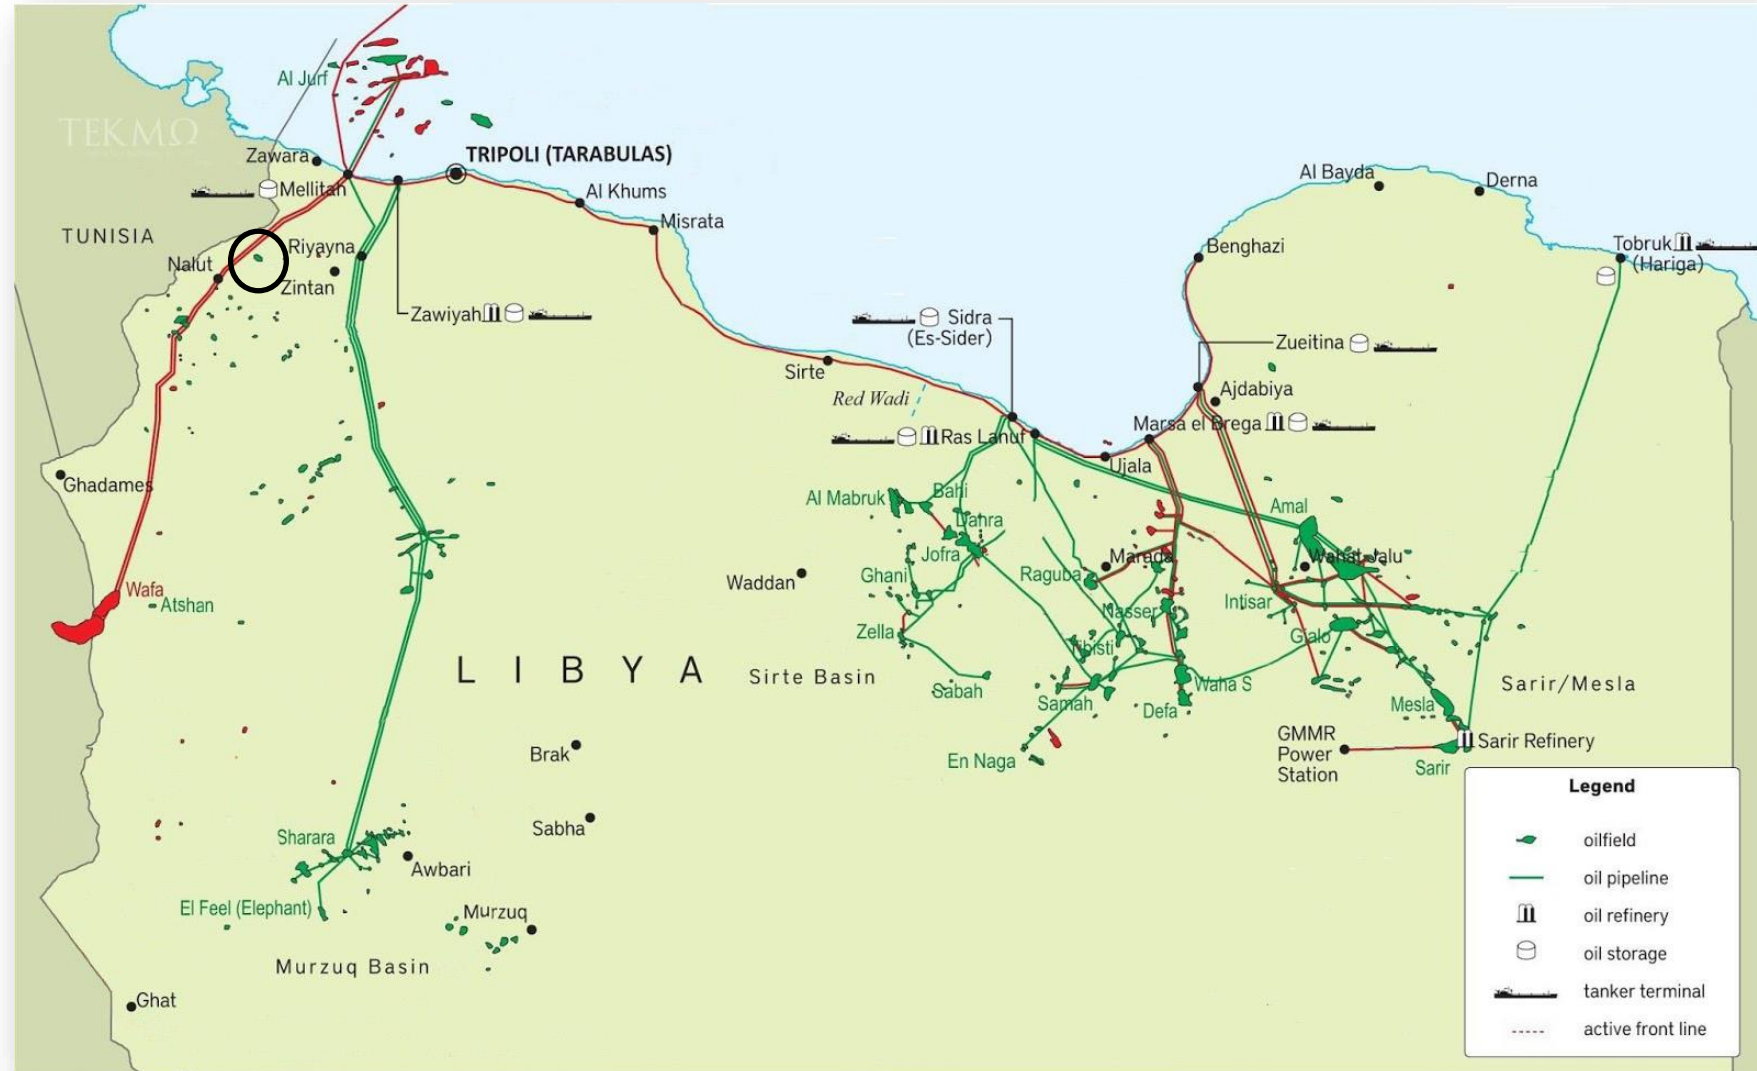 Al Jurf
TEKMΩ
Zawara
TRIPOLI (TARABULAS)
Mellitah
Al Khums
Misrata
TUNISIA
Riyayna
Nalut
Zintan
Zawiyah
Al Bayda
Derna
Benghazi
Tobruk
(Hariga)
Sidra
(Es-Sider)
Zueitina
Sirte
Red Wadi
Ajdabiya
Marsa el Brega
Ras Lanuf
Ujala
Ghadames
Al Mabruk
Bahi
Dahra
Amal
Jofra
Marada
Wahat Jalu
Waddan
Ghani
Raguba
Wafa
Atshan
Intisar
Nasser
Zella
Gialo
Tibisti
LIBYA
Sirte Basin
Sabah
Waha S
Sarir/Mesla
Samah
Defa
Mesla
GMMR
Power
Station
Sarir Refinery
Brak
En Naga
Sarir
Sabha
Sharara
Awbari
El Feel (Elephant)
Murzuq
Murzuq Basin
Ghat
Legend
oilfield
oil pipeline
oil refinery
oil storage
tanker terminal
active front line